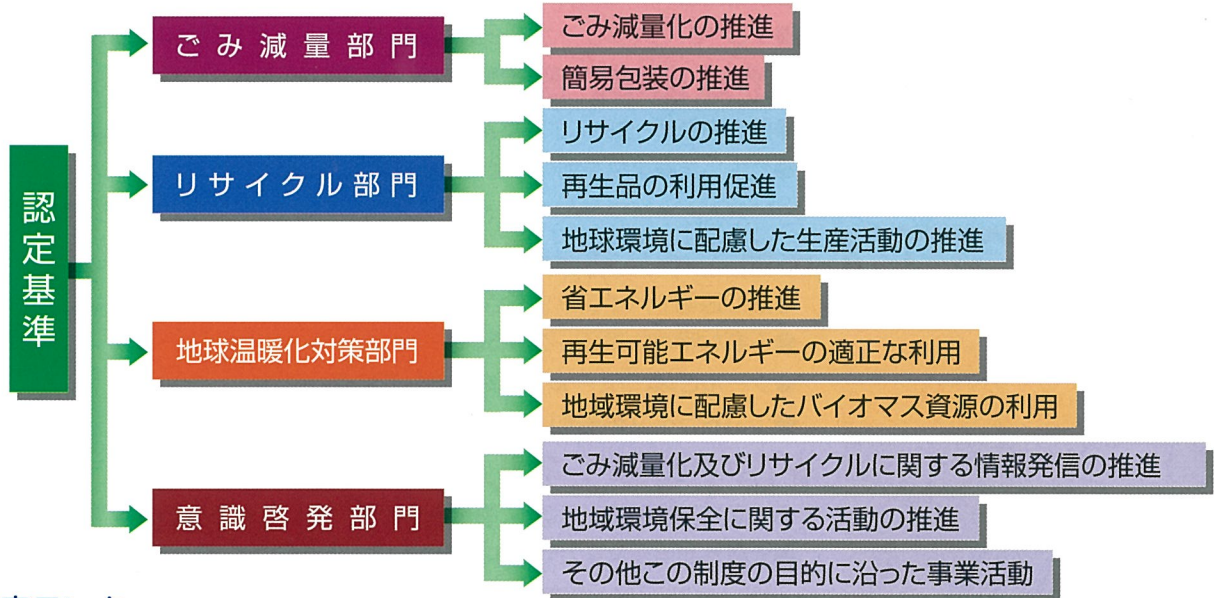 認定基準
ごみ減量部門
ごみ減量化の推進
簡易包装の推進
リサイクル部門
リサイクルの推進
再生品の利用促進
地球環境に配慮した生産活動の推進
地球温暖化対策部門
省エネルギーの推進
再生可能エネルギーの適正な利用
地域環境に配慮したバイオマス資源の利用
意識啓発部門
ごみ減量化及びリサイクルに関する情報発信の推進
地域環境保全に関する活動の推進
その他この制度の目的に沿った事業活動